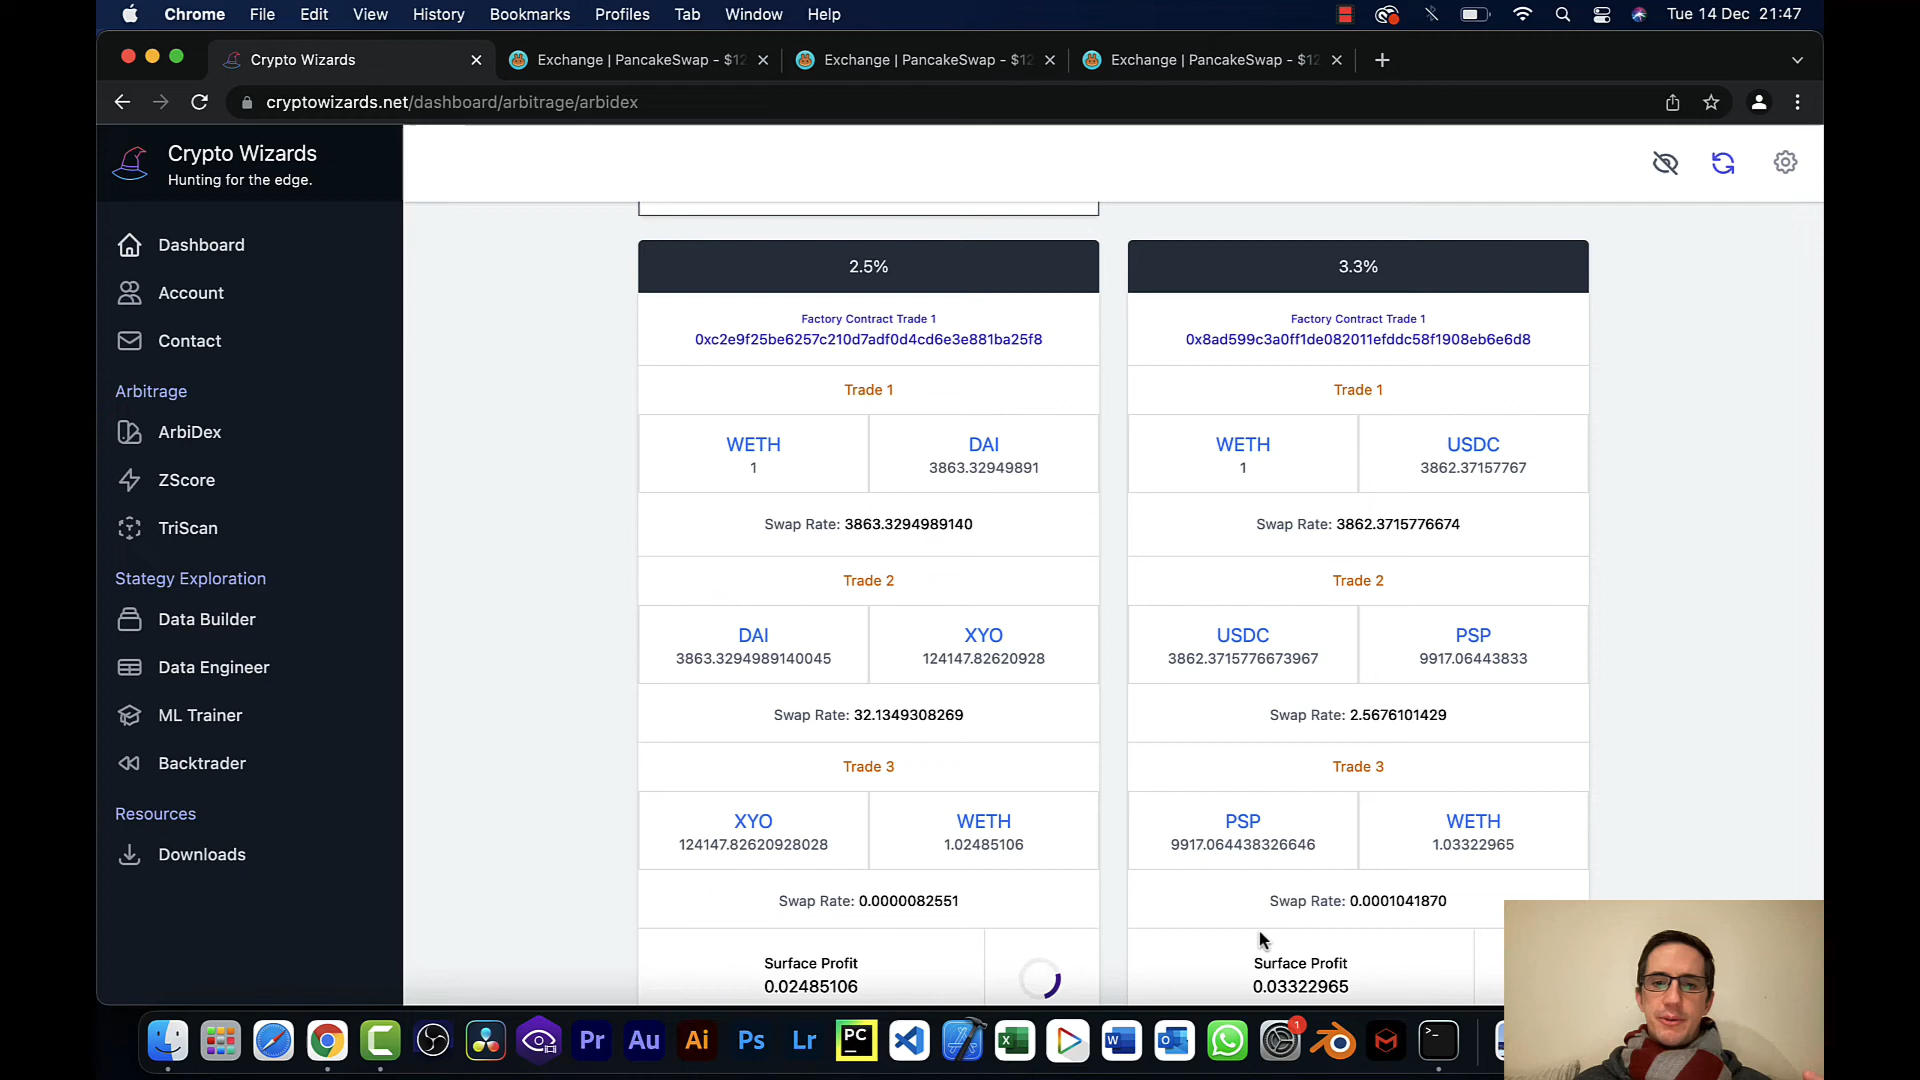 Chrome File Edit View History Bookmarks Profiles Tab Window Help Tue 14 Dec 21:47
Crypto Wizards Exchange | PancakeSwap - $12 Exchange | PancakeSwap - $12 Exchange | PancakeSwap - $12
cryptowizards.net/dashboard/arbitrage/arbidex
Crypto Wizards
Hunting for the edge.
Dashboard
Account
Contact
Arbitrage
ArbiDex
ZScore
TriScan
Stategy Exploration
Data Builder
Data Engineer
ML Trainer
Backtrader
Resources
Downloads
2.5%
Factory Contract Trade 1
0xc2e9f25be6257c210d7adf0d4cd6e3e881ba25f8
Trade 1
WETH DAI
1 3863.32949891
Swap Rate: 3863.3294989140
Trade 2
DAI XYO
3863.3294989140045 124147.82620928
Swap Rate: 32.1349308269
Trade 3
XYO WETH
124147.82620928028 1.02485106
Swap Rate: 0.0000082551
Surface Profit
0.02485106
3.3%
Factory Contract Trade 1
0x8ad599c3a0ff1de082011efddc58f1908eb6e6d8
Trade 1
WETH USDC
1 3862.37157767
Swap Rate: 3862.3715776674
Trade 2
USDC PSP
3862.3715776673967 9917.06443833
Swap Rate: 2.5676101429
Trade 3
PSP WETH
9917.064438326646 1.03322965
Swap Rate: 0.0001041870
Surface Profit
0.03322965
Pr Au Ai Ps Lr PC 1